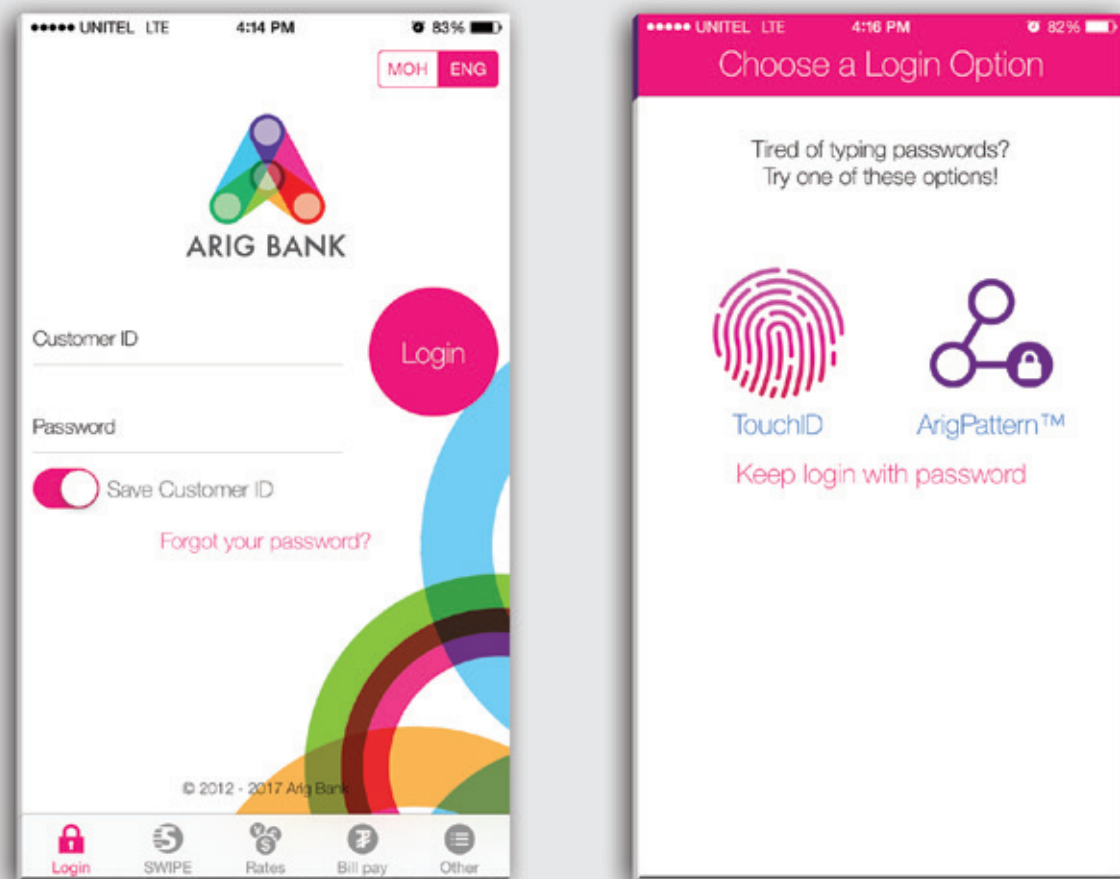 UNITEL LTE 4:14 PM 83%
МОН ENG
ARIG BANK
Customer ID
Login
Password
Save Customer ID
Forgot your password?
© 2012 - 2017 Arig Bank
Login SWIPE Rates Bill pay Other
UNITEL LTE 4:16 PM 82%
Choose a Login Option
Tired of typing passwords?
Try one of these options!
TouchID ArigPattern™
Keep login with password